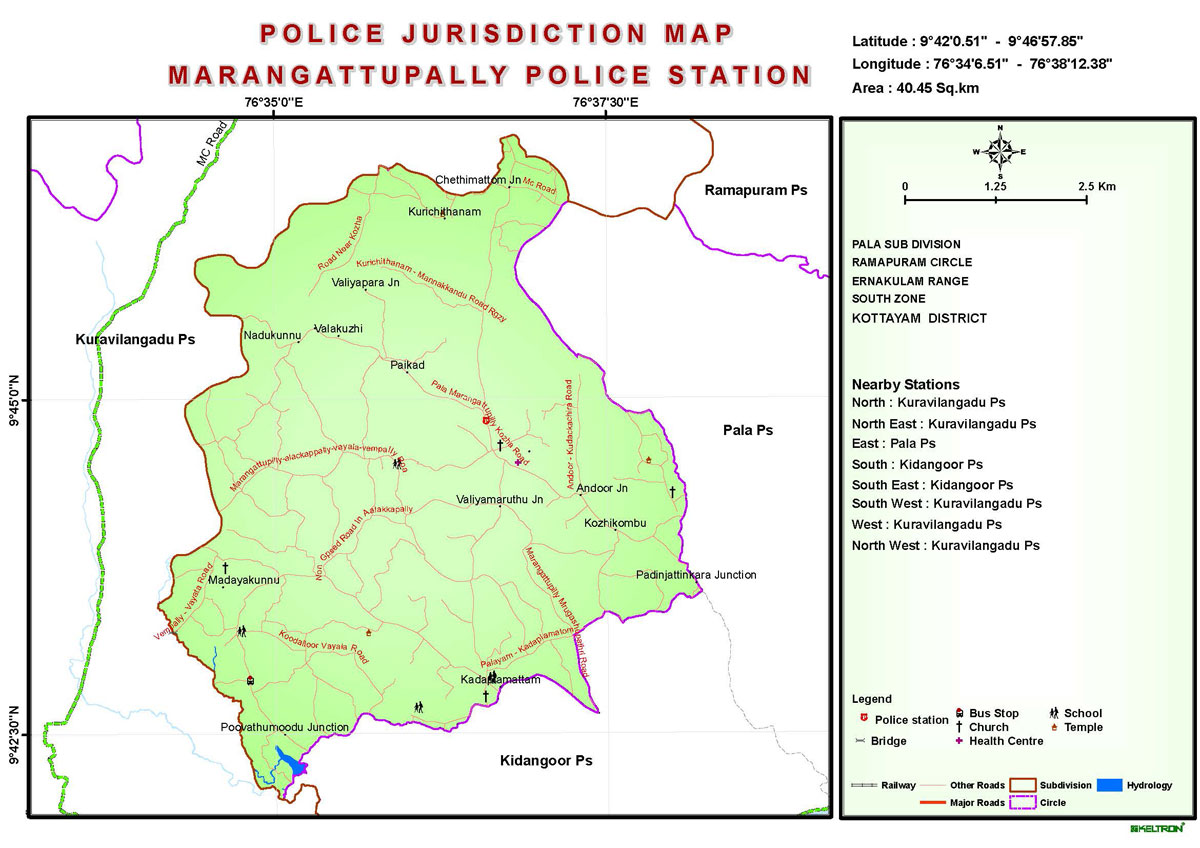 POLICE JURISDICTION MAP
MARANGATTUPALLY POLICE STATION
Latitude : 9°42'0.51" - 9°46'57.85"
Longitude : 76°34'6.51" - 76°38'12.38"
Area : 40.45 Sq.km
76°35'0"E
76°37'30"E
9°45'0"N
9°42'30"N
MC Road
Chethimattom Jn
Mc Road
Ramapuram Ps
Kurichithanam
Road Near Kozha
Kurichithanam - Mannakkandu Road Rgzy
Valiyapara Jn
Kuravilangadu Ps
Nadukunnu
Valakuzhi
Paikad
Pala Marangattupilly Kozha Road
Andoor - Kudackachira Road
Pala Ps
Marangattupilly-alackappally-vayala-vempally Roa
Valiyamaruthu Jn
Andoor Jn
Non Gpsed Road In Aalakkapally
Kozhikombu
Padinjattinkara Junction
Madayakunnu
Vempally - Vayala Road
Marangattupilly Mrugashupathri Road
Koodalloor Vayala Road
Palayam - Kadaplamatom
Kadaplamattam
Poovathumoodu Junction
Kidangoor Ps
N
W
E
S
0
1.25
2.5 Km
PALA SUB DIVISION
RAMAPURAM CIRCLE
ERNAKULAM RANGE
SOUTH ZONE
KOTTAYAM DISTRICT
Nearby Stations
North : Kuravilangadu Ps
North East : Kuravilangadu Ps
East : Pala Ps
South : Kidangoor Ps
South East : Kidangoor Ps
South West : Kuravilangadu Ps
West : Kuravilangadu Ps
North West : Kuravilangadu Ps
Legend
Police station
Bus Stop
School
Church
Temple
Bridge
Health Centre
Railway
Other Roads
Subdivision
Hydrology
Major Roads
Circle
KELTRON